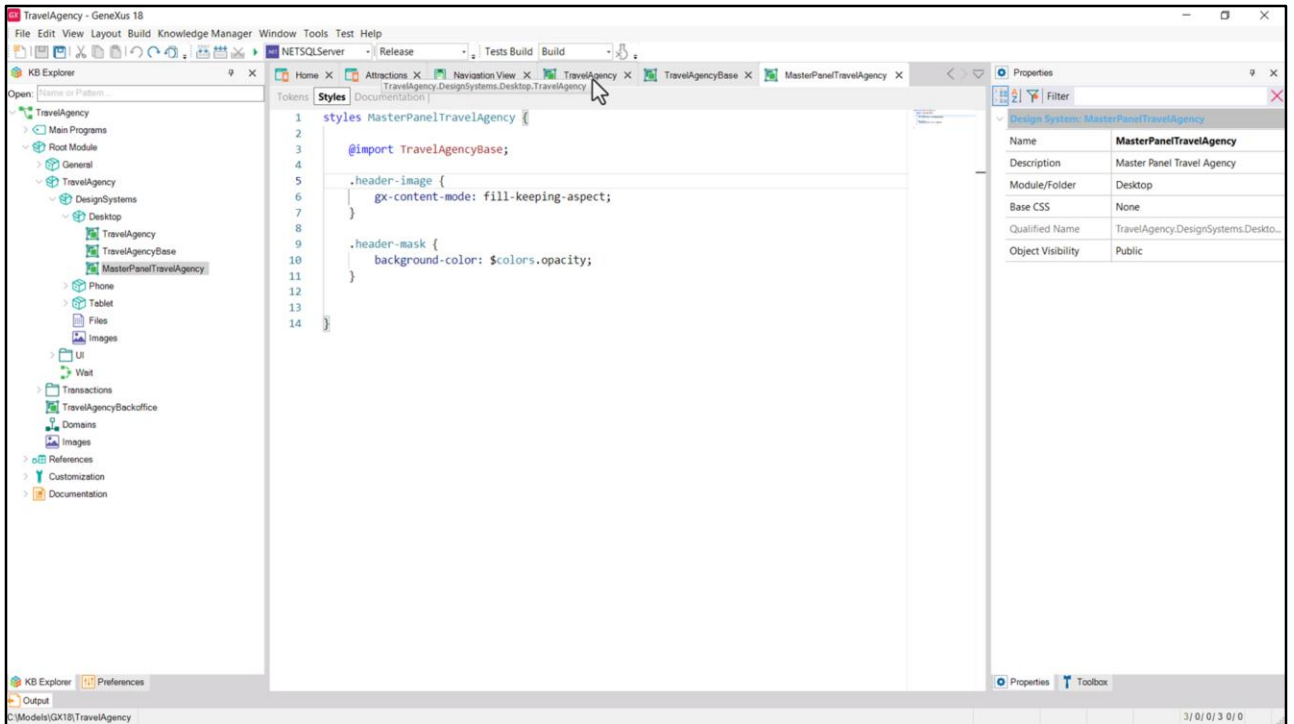 TravelAgency - GeneXus 18
File Edit View Layout Build Knowledge Manager Window Tools Test Help
NETSQLServer Release Tests Build Build
KB Explorer
Open: Name or Pattern...
TravelAgency
Main Programs
Root Module
General
TravelAgency
DesignSystems
Desktop
TravelAgency
TravelAgencyBase
MasterPanelTravelAgency
Phone
Tablet
Files
Images
UI
Wait
Transactions
TravelAgencyBackoffice
Domains
Images
References
Customization
Documentation
KB Explorer Preferences
Home Attractions Navigation View TravelAgency TravelAgencyBase MasterPanelTravelAgency
TravelAgency.DesignSystems.Desktop.TravelAgency
Tokens Styles Documentation
1 styles MasterPanelTravelAgency {
2
3 @import TravelAgencyBase;
4
5 .header-image {
6 gx-content-mode: fill-keeping-aspect;
7 }
8
9 .header-mask {
10 background-color: $colors.opacity;
11 }
12
13
14 }
Properties
Filter
Design System: MasterPanelTravelAgency
Name MasterPanelTravelAgency
Description Master Panel Travel Agency
Module/Folder Desktop
Base CSS None
Qualified Name TravelAgency.DesignSystems.Deskto...
Object Visibility Public
Properties Toolbox
Output
C:\Models\GX18\TravelAgency
3/ 0/ 0/ 3 0/ 0